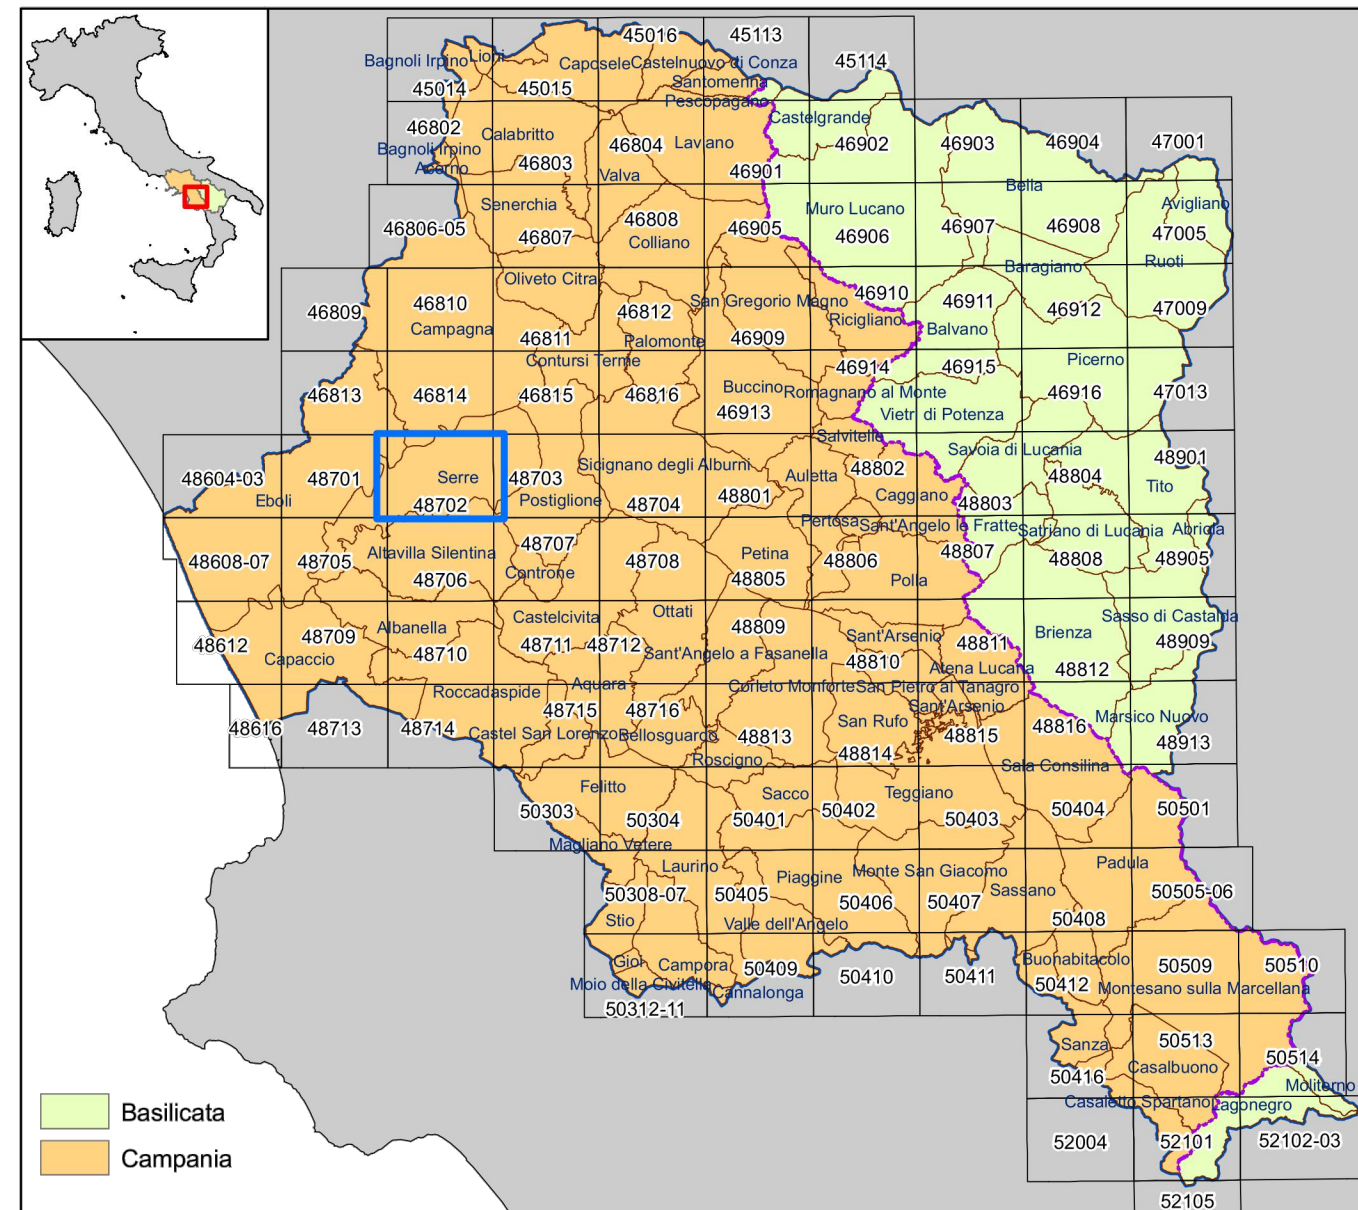 45016
45113
Bagnoli Irpino
Lioni
Caposele
Castelnuovo di Conza
45114
45014
45015
Santomenna
Pescopagano
46802
Calabritto
46804
Laviano
Castelgrande
46902
46903
46904
47001
Bagnoli Irpino
Acerno
46803
Valva
46901
Bella
Senerchia
46808
Muro Lucano
Avigliano
46806-05
46807
Colliano
46905
46906
46907
46908
47005
Oliveto Citra
Baragiano
Ruoti
46809
46810
46812
San Gregorio Magno
46910
46911
46912
47009
Campagna
46811
Palomonte
46909
Ricigliano
Balvano
Contursi Terme
46914
46915
Picerno
46813
46814
46815
46816
Buccino
Romagnano al Monte
46916
47013
46913
Vietri di Potenza
Salvitelle
Savoia di Lucania
48604-03
48701
Serre
48703
Sicignano degli Alburni
Auletta
48802
48804
48901
Eboli
48702
Postiglione
48704
48801
Caggiano
48803
Tito
Pertosa
Sant'Angelo le Fratte
Satriano di Lucania
Abriola
48608-07
48705
Altavilla Silentina
48707
48708
Petina
48806
48807
48808
48905
48706
Controne
48805
Polla
Castelcivita
Ottati
Sasso di Castalda
48612
48709
Albanella
48711
48712
48809
Sant'Arsenio
48811
Brienza
48909
Capaccio
48710
Sant'Angelo a Fasanella
48810
Atena Lucana
48812
Roccadaspide
Aquara
Corleto Monforte
San Pietro al Tanagro
Sant'Arsenio
48616
48713
48714
48715
48716
San Rufo
48816
Marsico Nuovo
Castel San Lorenzo
Bellosguardo
48813
48815
48913
Roscigno
48814
Sala Consilina
Felitto
Sacco
Teggiano
50303
50304
50401
50402
50403
50404
50501
Magliano Vetere
Laurino
Piaggine
Monte San Giacomo
Padula
50308-07
50405
50406
50407
Sassano
50505-06
Stio
Valle dell'Angelo
50408
Gioi
Campora
50409
50410
50411
Buonabitacolo
50509
50510
Moio della Civitella
Cannalonga
50412
Montesano sulla Marcellana
50312-11
Sanza
50513
50514
50416
Casalbuono
Moliterno
Casaletto Spartano
Lagonegro
Basilicata
52004
52101
52102-03
Campania
52105